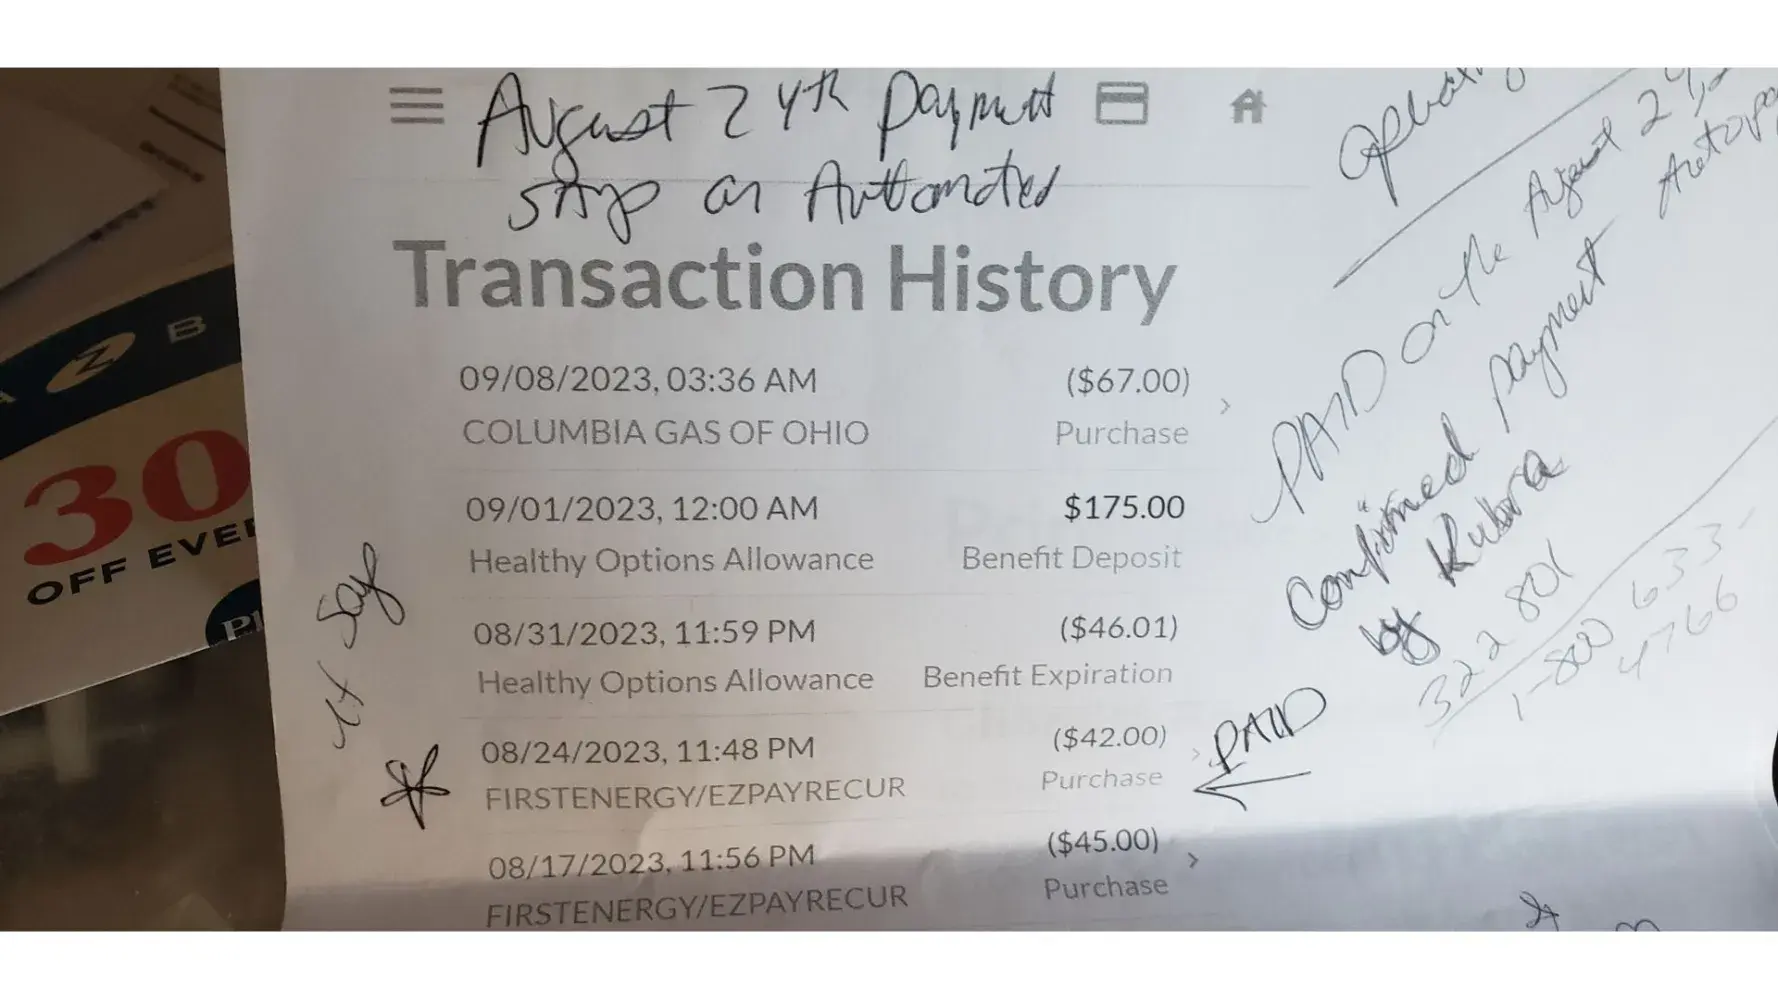 August 24th Payment
stop on Automated
Transaction History
09/08/2023, 03:36 AM ($67.00)
COLUMBIA GAS OF OHIO Purchase
09/01/2023, 12:00 AM $175.00
Healthy Options Allowance Benefit Deposit
08/31/2023, 11:59 PM ($46.01)
Healthy Options Allowance Benefit Expiration
08/24/2023, 11:48 PM ($42.00)
FIRSTENERGY/EZPAYRECUR Purchase
08/17/2023, 11:56 PM ($45.00)
FIRSTENERGY/EZPAYRECUR Purchase
PAID on the August 24,
Confirmed Payment
by Kubra
322801
1-800 633-
4766
PAID
B
Z
A
30
OFF EVE